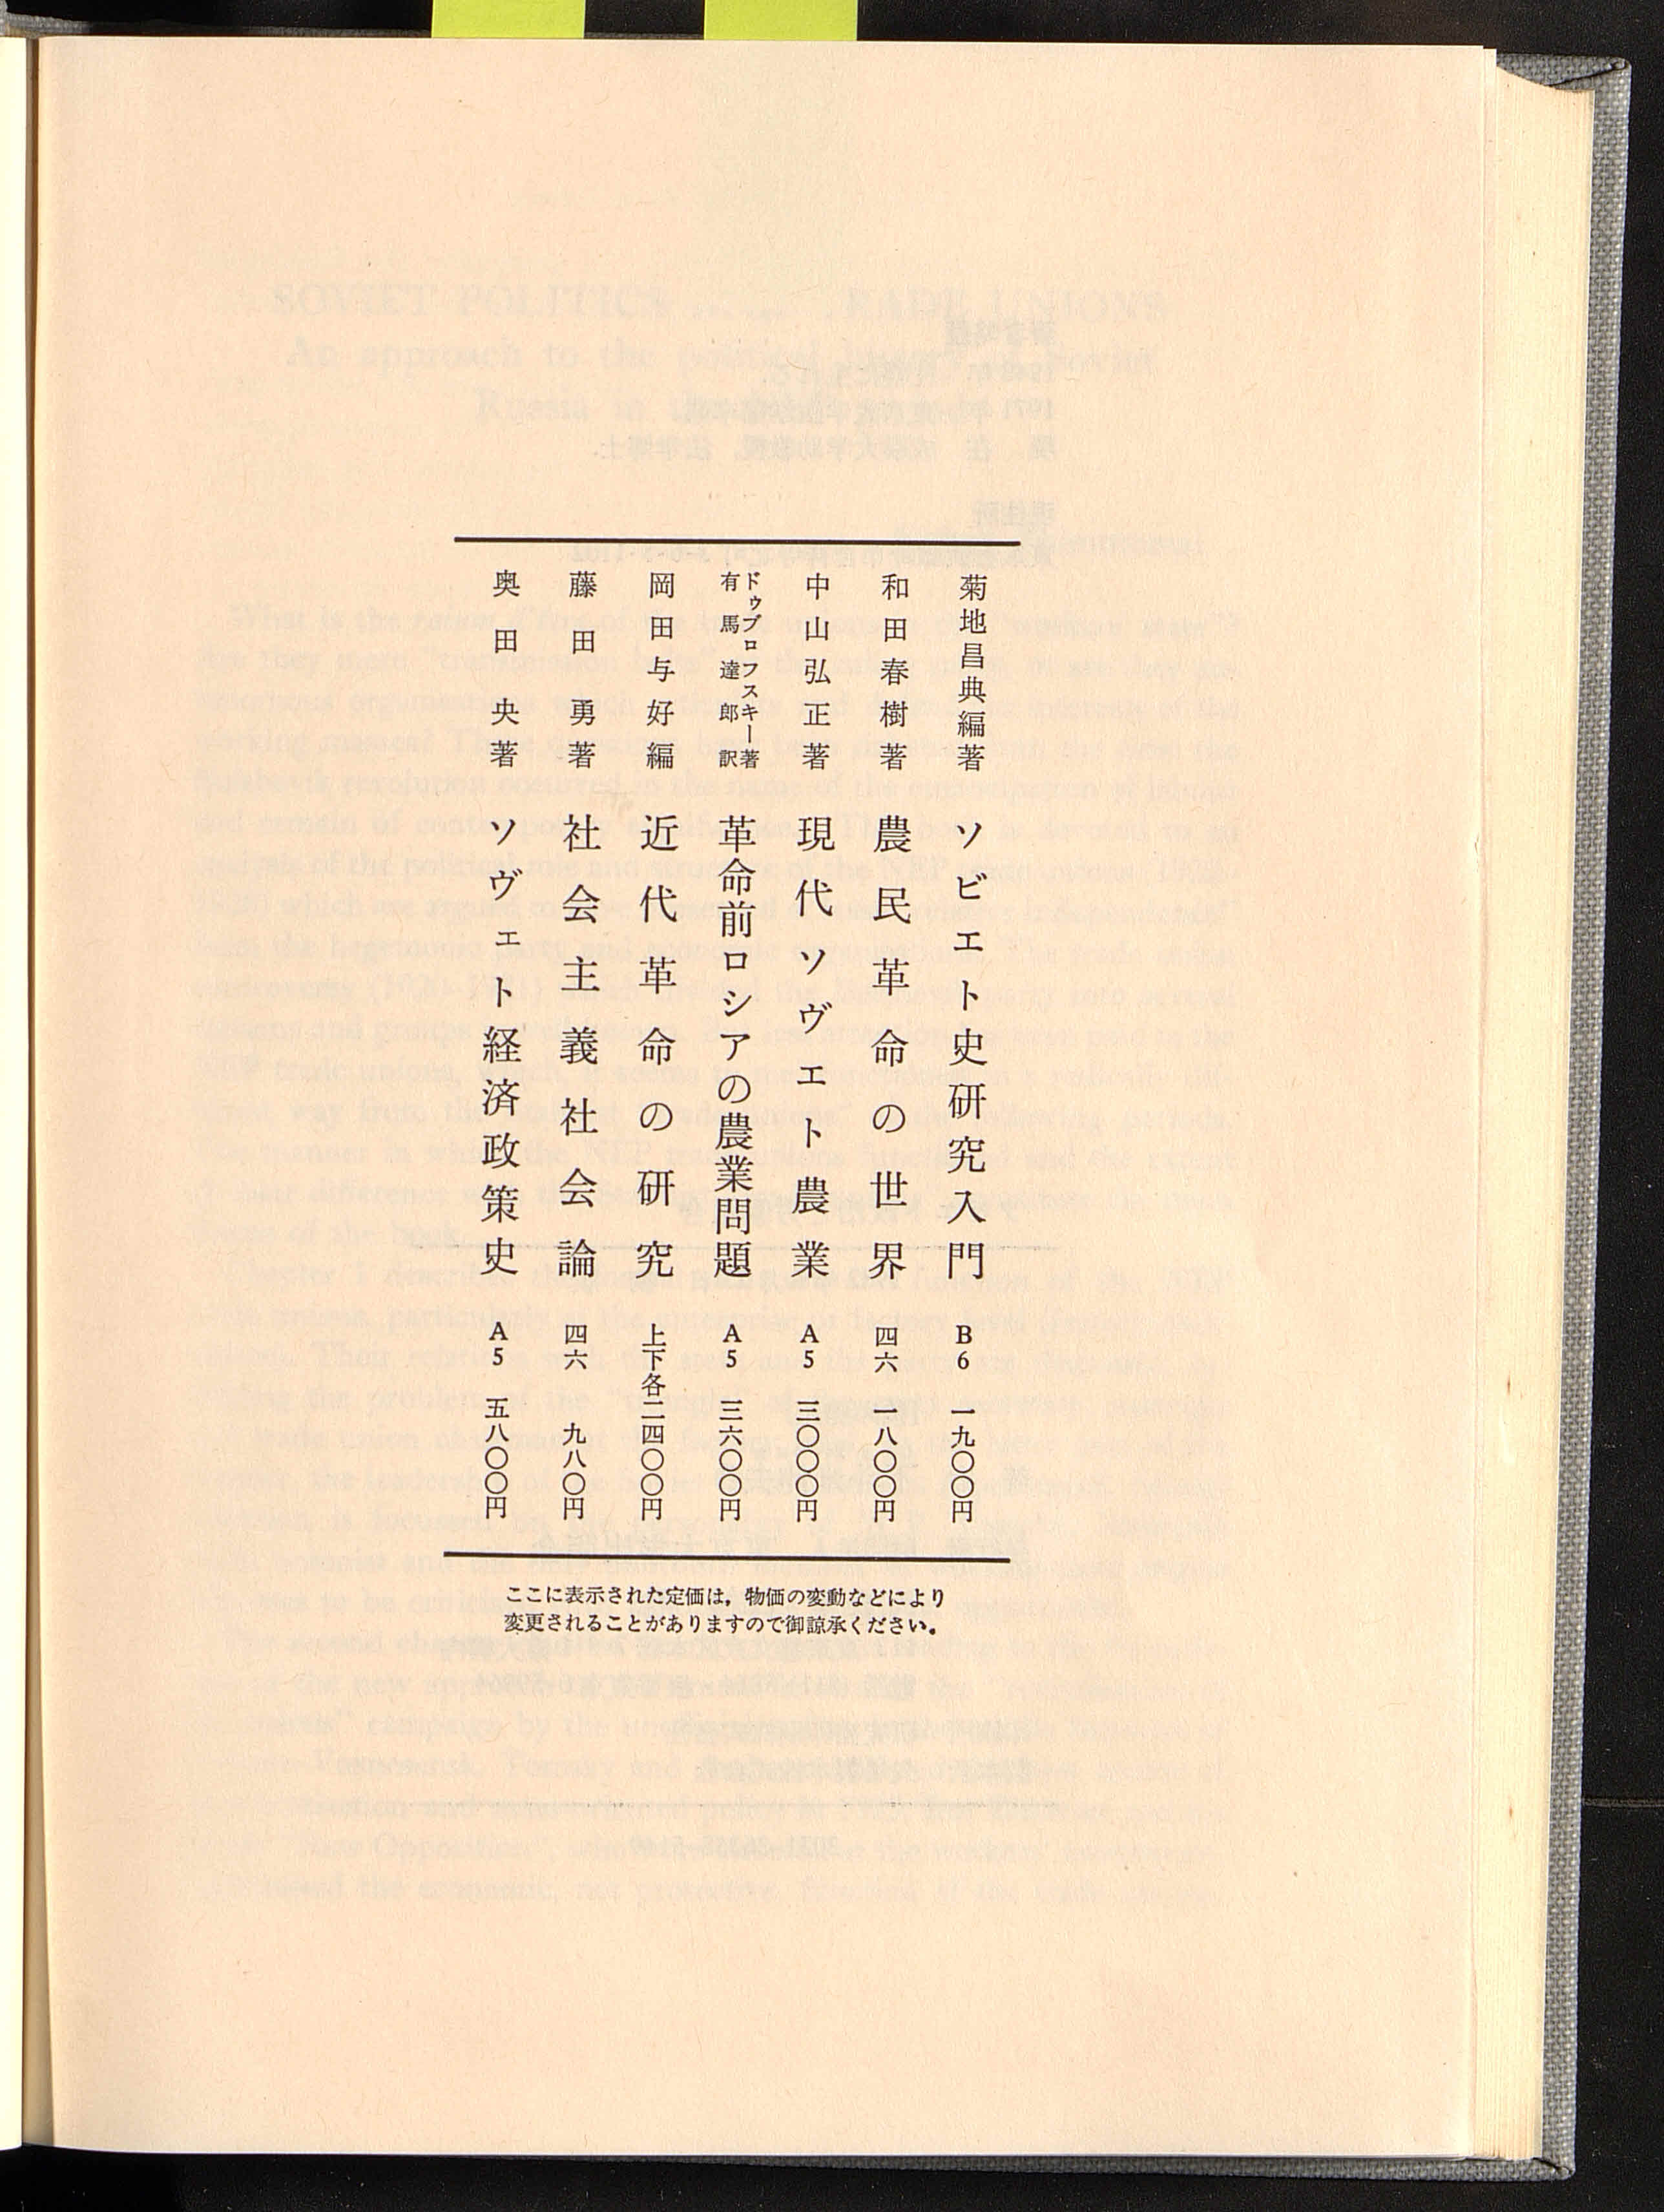 菊地昌典編著 ソビエト史研究入門 B6 一九〇〇円
和田春樹著 農民革命の世界 四六 一八〇〇円
中山弘正著 現代ソヴエト農業 A5 三〇〇〇円
ドゥブロフスキー著 有馬達郎訳 革命前ロシアの農業問題 A5 三六〇〇円
岡田与好編 近代革命の研究 上下各二四〇〇円
藤田勇著 社会主義社会論 四六 九八〇円
奥田央著 ソヴェト経済政策史 A5 五八〇〇円
ここに表示された定価は，物価の変動などにより
変更されることがありますので御諒承ください。